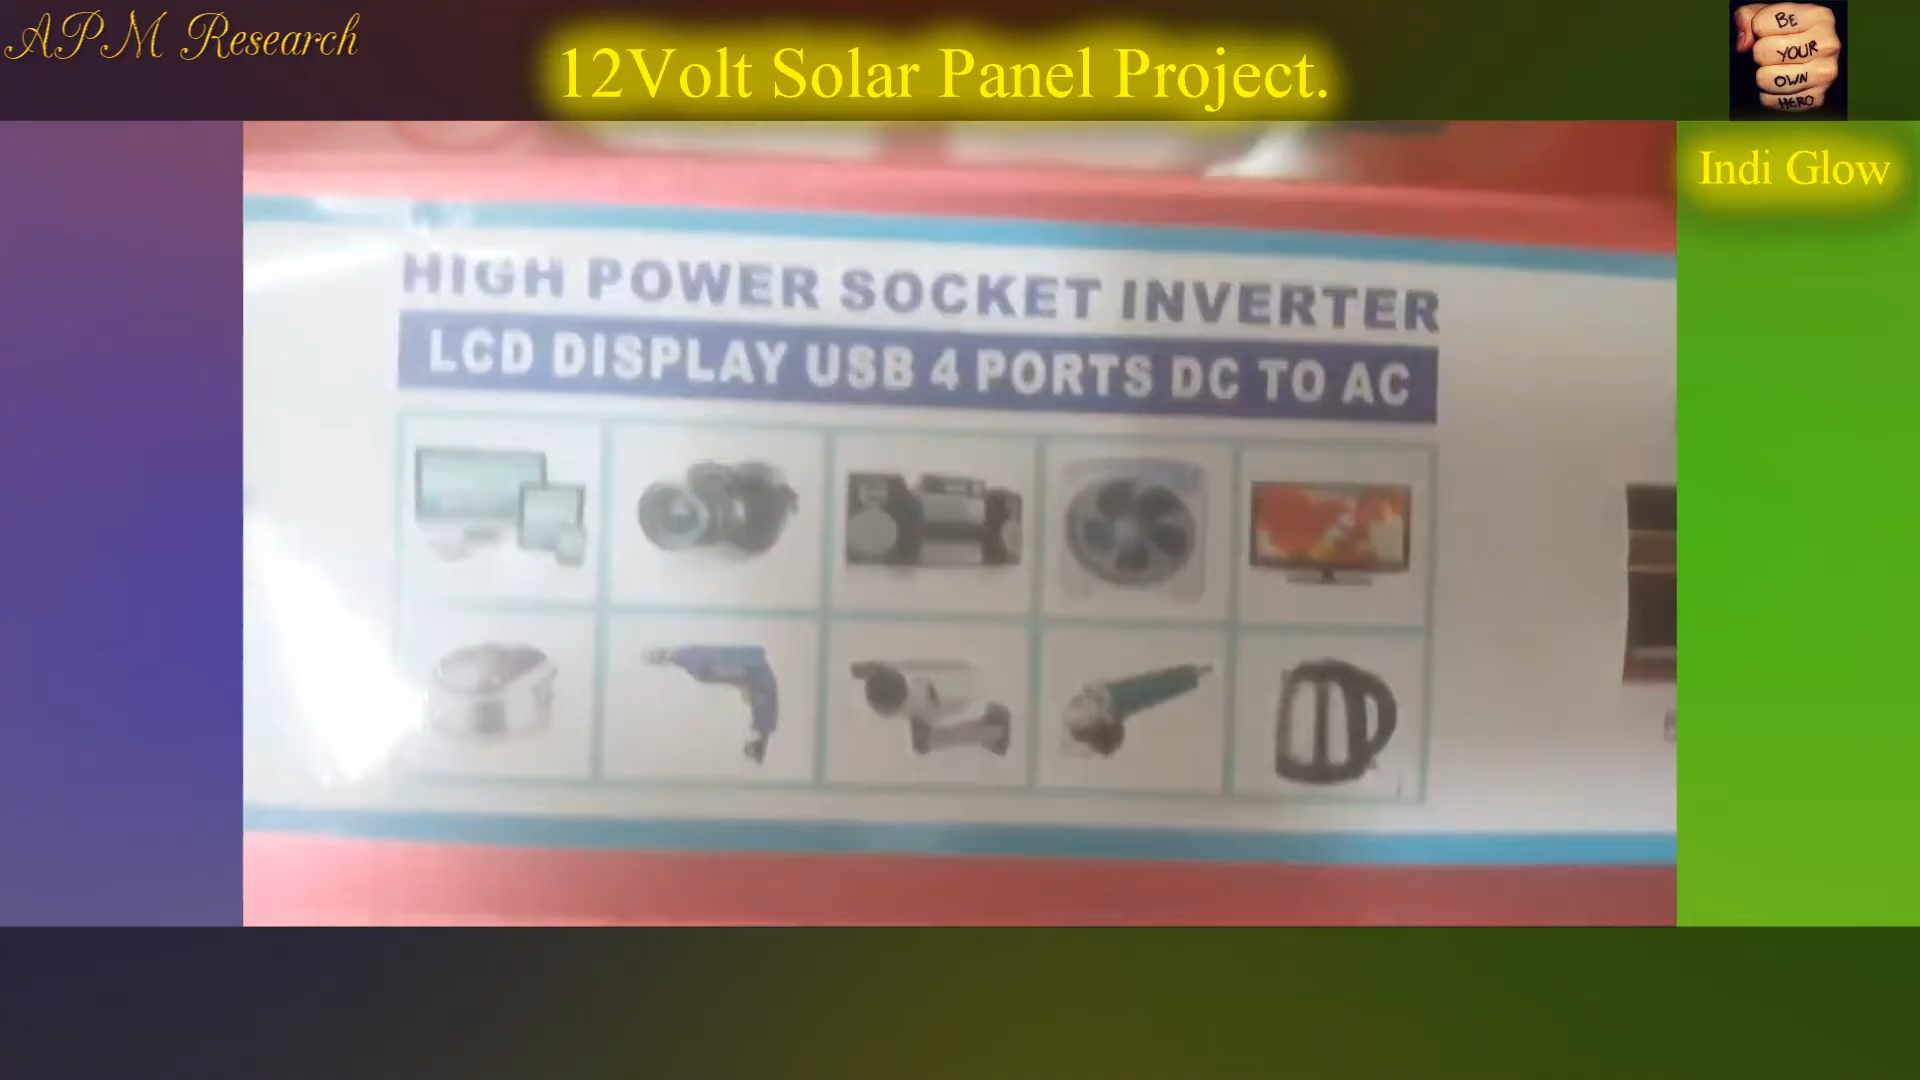 APM Research
12Volt Solar Panel Project.
BE
YOUR
OWN
HERO
Indi Glow
HIGH POWER SOCKET INVERTER
LCD DISPLAY USB 4 PORTS DC TO AC